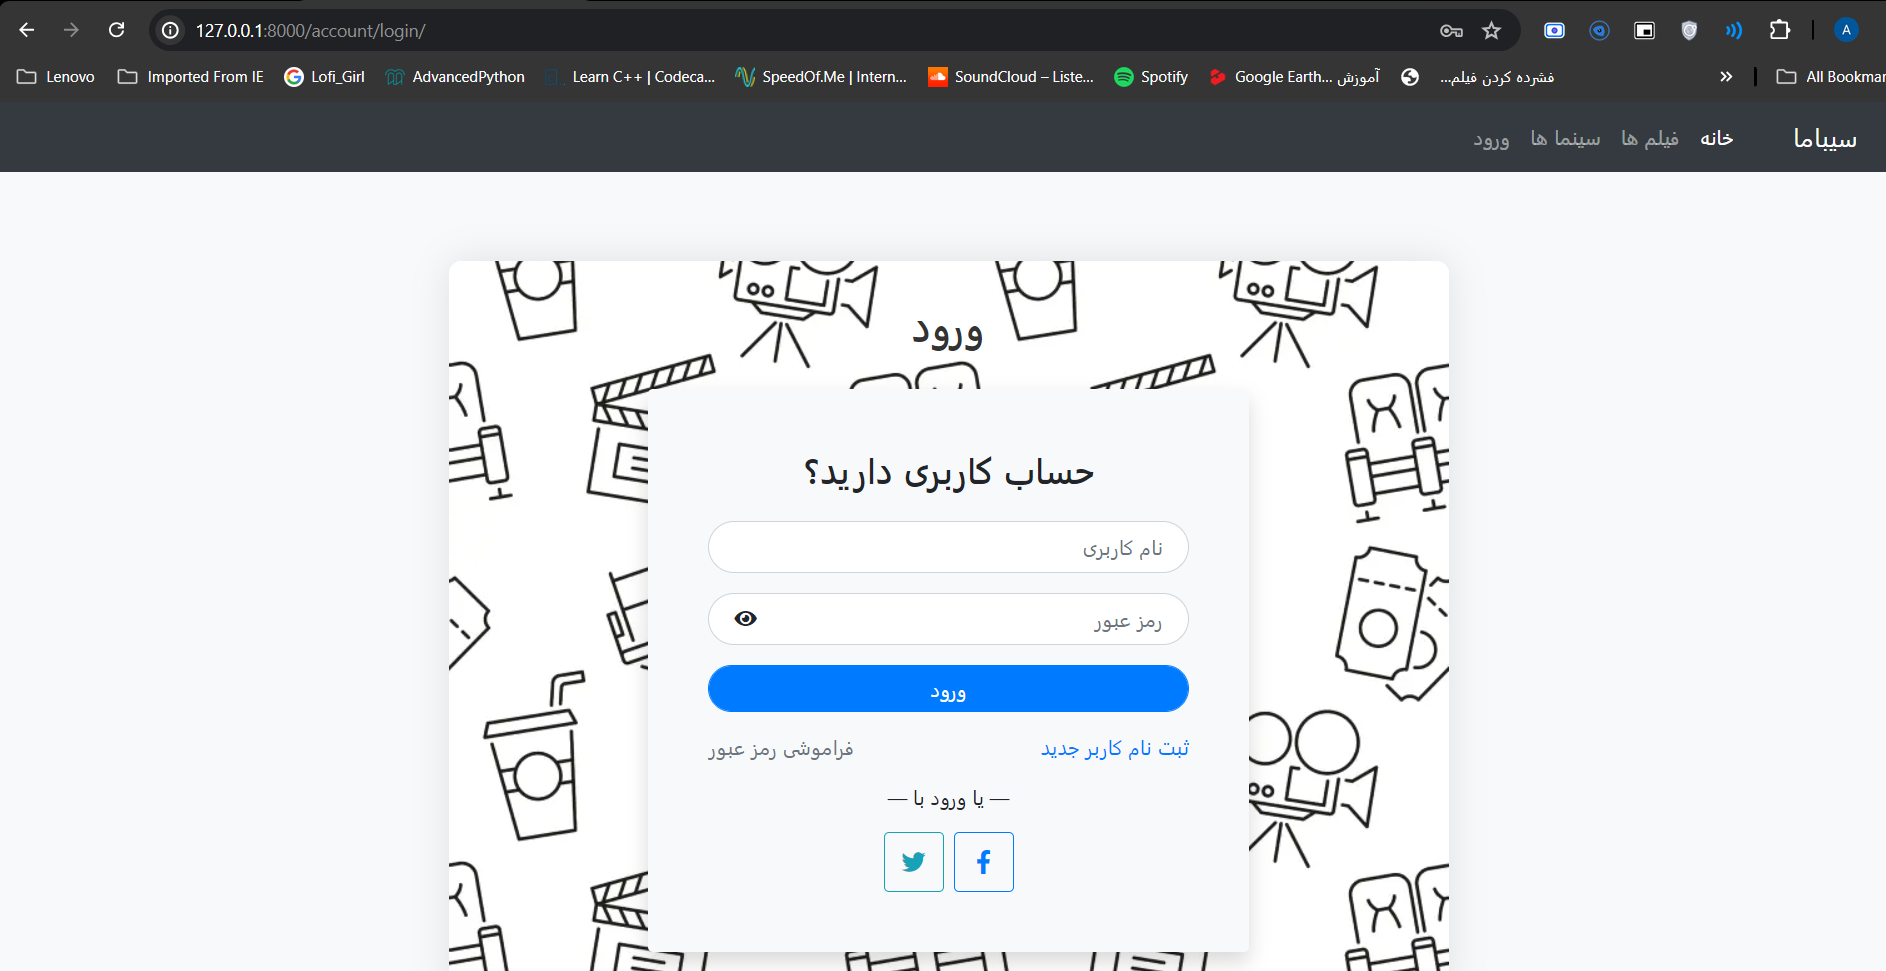 127.0.0.1:8000/account/login/
A
Lenovo
Imported From IE
Lofi_Girl
AdvancedPython
Learn C++ | Codeca...
SpeedOf.Me | Intern...
SoundCloud – Liste...
Spotify
Google Earth... آموزش
فشرده کردن فیلم...
All Bookmar
سیباما
خانه
فیلم ها
سینما ها
ورود
ورود
حساب کاربری دارید؟
نام کاربری
رمز عبور
ورود
ثبت نام کاربر جدید
فراموشی رمز عبور
— یا ورود با —